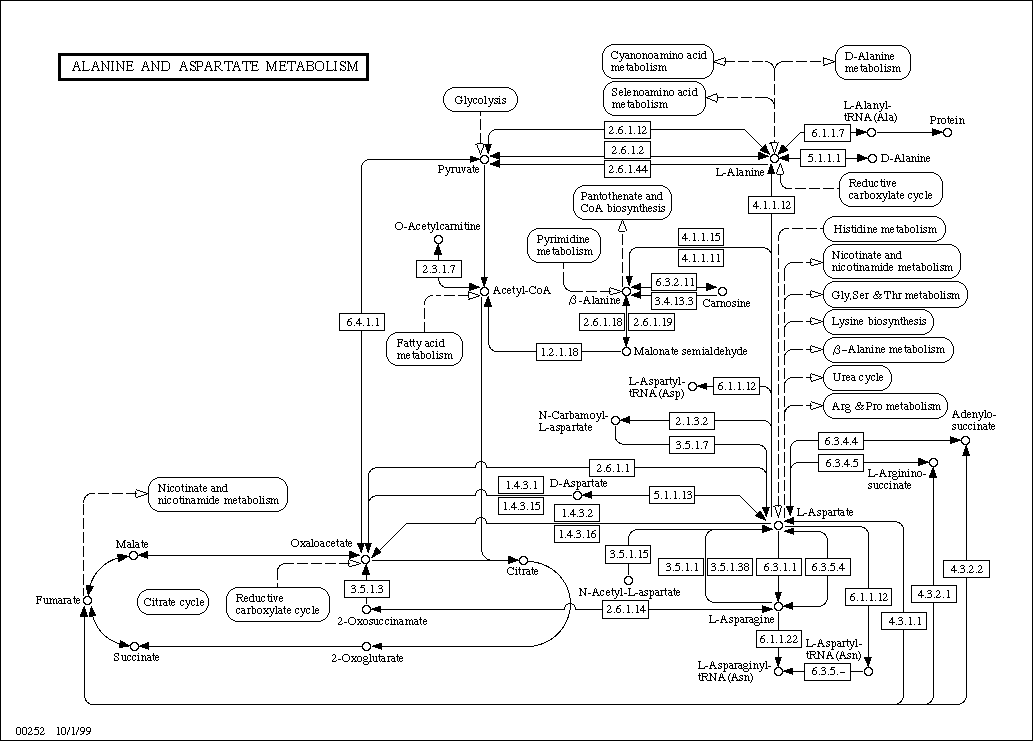 ALANINE AND ASPARTATE METABOLISM
Cyanoamino acid
metabolism
D-Alanine
metabolism
Selenoamino acid
metabolism
Glycolysis
L-Alanyl-
tRNA (Ala)
Protein
2.6.1.12
6.1.1.7
2.6.1.2
Pyruvate
2.6.1.44
L-Alanine
5.1.1.1
D-Alanine
Reductive
carboxylate cycle
4.1.1.12
Pantothenate and
CoA biosynthesis
O-Acetylcarnitine
Pyrimidine
metabolism
4.1.1.15
4.1.1.11
Histidine metabolism
Nicotinate and
nicotinamide metabolism
2.3.1.7
Acetyl-CoA
β-Alanine
6.3.2.11
3.4.13.3
Carnosine
Gly,Ser & Thr metabolism
6.4.1.1
2.6.1.18
2.6.1.19
Lysine biosynthesis
Fatty acid
metabolism
1.2.1.18
Malonate semialdehyde
β-Alanine metabolism
Urea cycle
L-Aspartyl-
tRNA (Asp)
6.1.1.12
Arg & Pro metabolism
N-Carbamoyl-
L-aspartate
2.1.3.2
3.5.1.7
Adenylo-
succinate
6.3.4.4
6.3.4.5
L-Arginino-
succinate
2.6.1.1
Nicotinate and
nicotinamide metabolism
1.4.3.1
D-Aspartate
1.4.3.15
5.1.1.13
1.4.3.2
1.4.3.16
L-Aspartate
Malate
Oxaloacetate
Citrate
3.5.1.15
3.5.1.1
3.5.1.38
6.3.1.1
6.3.5.4
4.3.2.2
Fumarate
Citrate cycle
Reductive
carboxylate cycle
3.5.1.3
N-Acetyl-L-aspartate
6.1.1.12
4.3.2.1
2-Oxosuccinamate
2.6.1.14
L-Asparagine
4.3.1.1
Succinate
2-Oxoglutarate
6.1.1.22
L-Aspartyl-
tRNA (Asn)
L-Asparaginyl-
tRNA (Asn)
6.3.5.–
00252 10/1/99